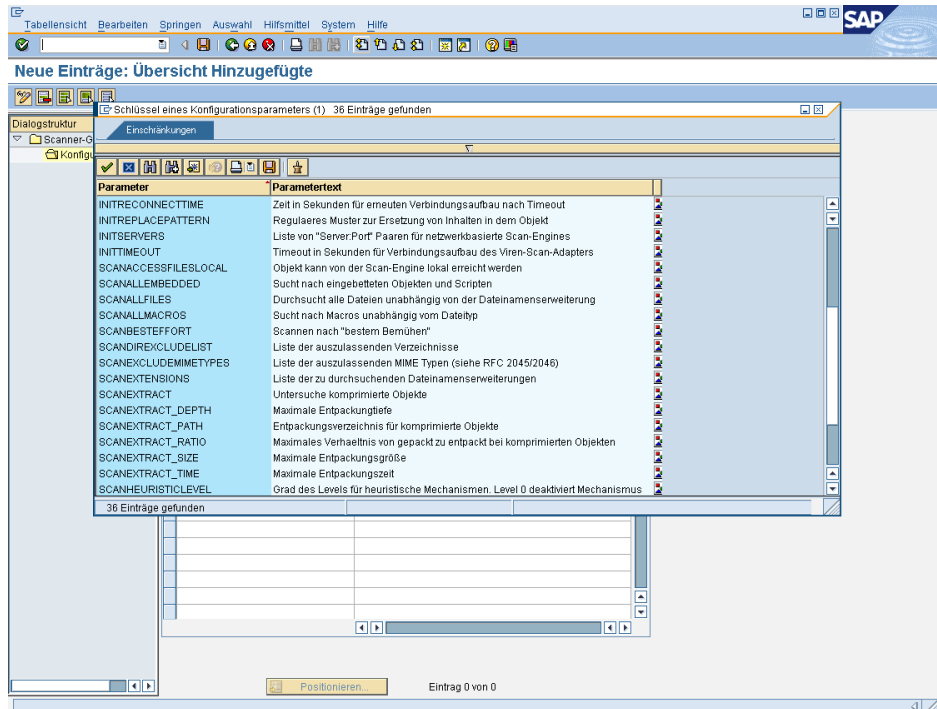 Tabellensicht Bearbeiten Springen Auswahl Hilfsmittel System Hilfe
SAP
Neue Einträge: Übersicht Hinzugefügte
Dialogstruktur
Scanner-G
Konfigu
Schlüssel eines Konfigurationsparameters (1) 36 Einträge gefunden
Einschränkungen
Parameter Parametertext
INITRECONNECTTIME Zeit in Sekunden für erneuten Verbindungsaufbau nach Timeout
INITREPLACEPATTERN Regulaeres Muster zur Ersetzung von Inhalten in dem Objekt
INITSERVERS Liste von "Server:Port" Paaren für netzwerkbasierte Scan-Engines
INITTIMEOUT Timeout in Sekunden für Verbindungsaufbau des Viren-Scan-Adapters
SCANACCESSFILESLOCAL Objekt kann von der Scan-Engine lokal erreicht werden
SCANALLEMBEDDED Sucht nach eingebetteten Objekten und Scripten
SCANALLFILES Durchsucht alle Dateien unabhängig von der Dateinamenserweiterung
SCANALLMACROS Sucht nach Macros unabhängig vom Dateityp
SCANBESTEFFORT Scannen nach "bestem Bemühen"
SCANDIREXCLUDELIST Liste der auszulassenden Verzeichnisse
SCANEXCLUDEMIMETYPES Liste der auszulassenden MIME Typen (siehe RFC 2045/2046)
SCANEXTENSIONS Liste der zu durchsuchenden Dateinamenserweiterungen
SCANEXTRACT Untersuche komprimierte Objekte
SCANEXTRACT_DEPTH Maximale Entpackungtiefe
SCANEXTRACT_PATH Entpackungsverzeichnis für komprimierte Objekte
SCANEXTRACT_RATIO Maximales Verhaeltnis von gepackt zu entpackt bei komprimierten Objekten
SCANEXTRACT_SIZE Maximale Entpackungsgröße
SCANEXTRACT_TIME Maximale Entpackungszeit
SCANHEURISTICLEVEL Grad des Levels für heuristische Mechanismen. Level 0 deaktiviert Mechanismus
36 Einträge gefunden
Positionieren... Eintrag 0 von 0